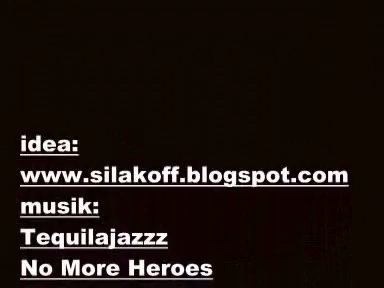 idea:
www.silakoff.blogspot.com
musik:
Tequilajazzz
No More Heroes